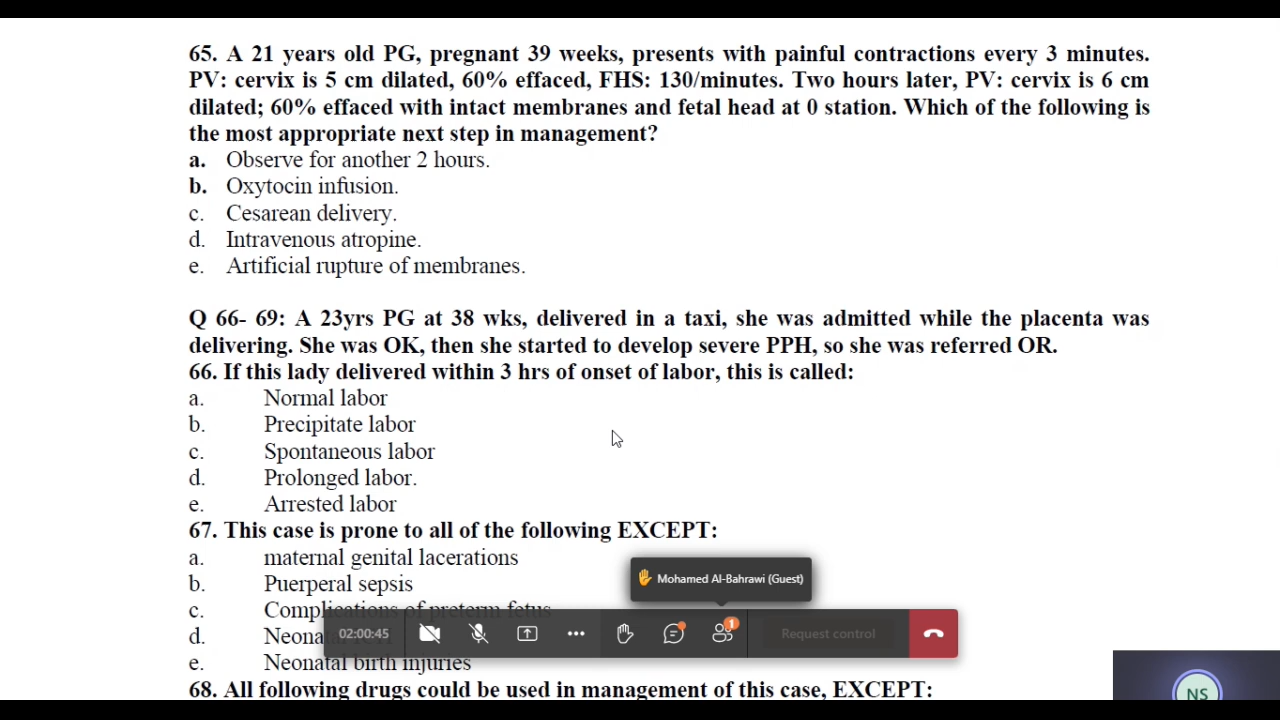 65. A 21 years old PG, pregnant 39 weeks, presents with painful contractions every 3 minutes.
PV: cervix is 5 cm dilated, 60% effaced, FHS: 130/minutes. Two hours later, PV: cervix is 6 cm
dilated; 60% effaced with intact membranes and fetal head at 0 station. Which of the following is
the most appropriate next step in management?
a. Observe for another 2 hours.
b. Oxytocin infusion.
c. Cesarean delivery.
d. Intravenous atropine.
e. Artificial rupture of membranes.
Q 66- 69: A 23yrs PG at 38 wks, delivered in a taxi, she was admitted while the placenta was
delivering. She was OK, then she started to develop severe PPH, so she was referred OR.
66. If this lady delivered within 3 hrs of onset of labor, this is called:
a. Normal labor
b. Precipitate labor
c. Spontaneous labor
d. Prolonged labor.
e. Arrested labor
67. This case is prone to all of the following EXCEPT:
a. maternal genital lacerations
b. Puerperal sepsis
Mohamed Al-Bahrawi (Guest)
c. Complications of preterm fetus
d.
02:00:45
1
Request control
e. Neonatal birth injuries
68. All following drugs could be used in management of this case, EXCEPT:
NS